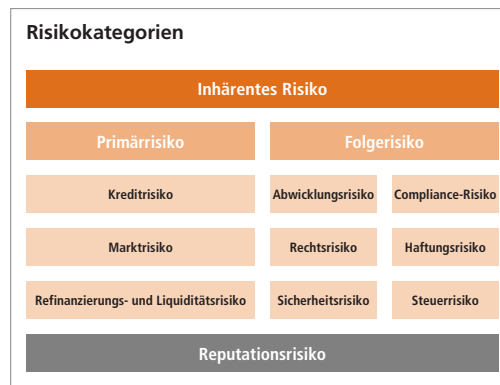 Risikokategorien
Inhärentes Risiko
Primärrisiko
Folgerisiko
Kreditrisiko
Abwicklungsrisiko
Compliance-Risiko
Marktrisiko
Rechtsrisiko
Haftungsrisiko
Refinanzierungs- und Liquiditätsrisiko
Sicherheitsrisiko
Steuerrisiko
Reputationsrisiko